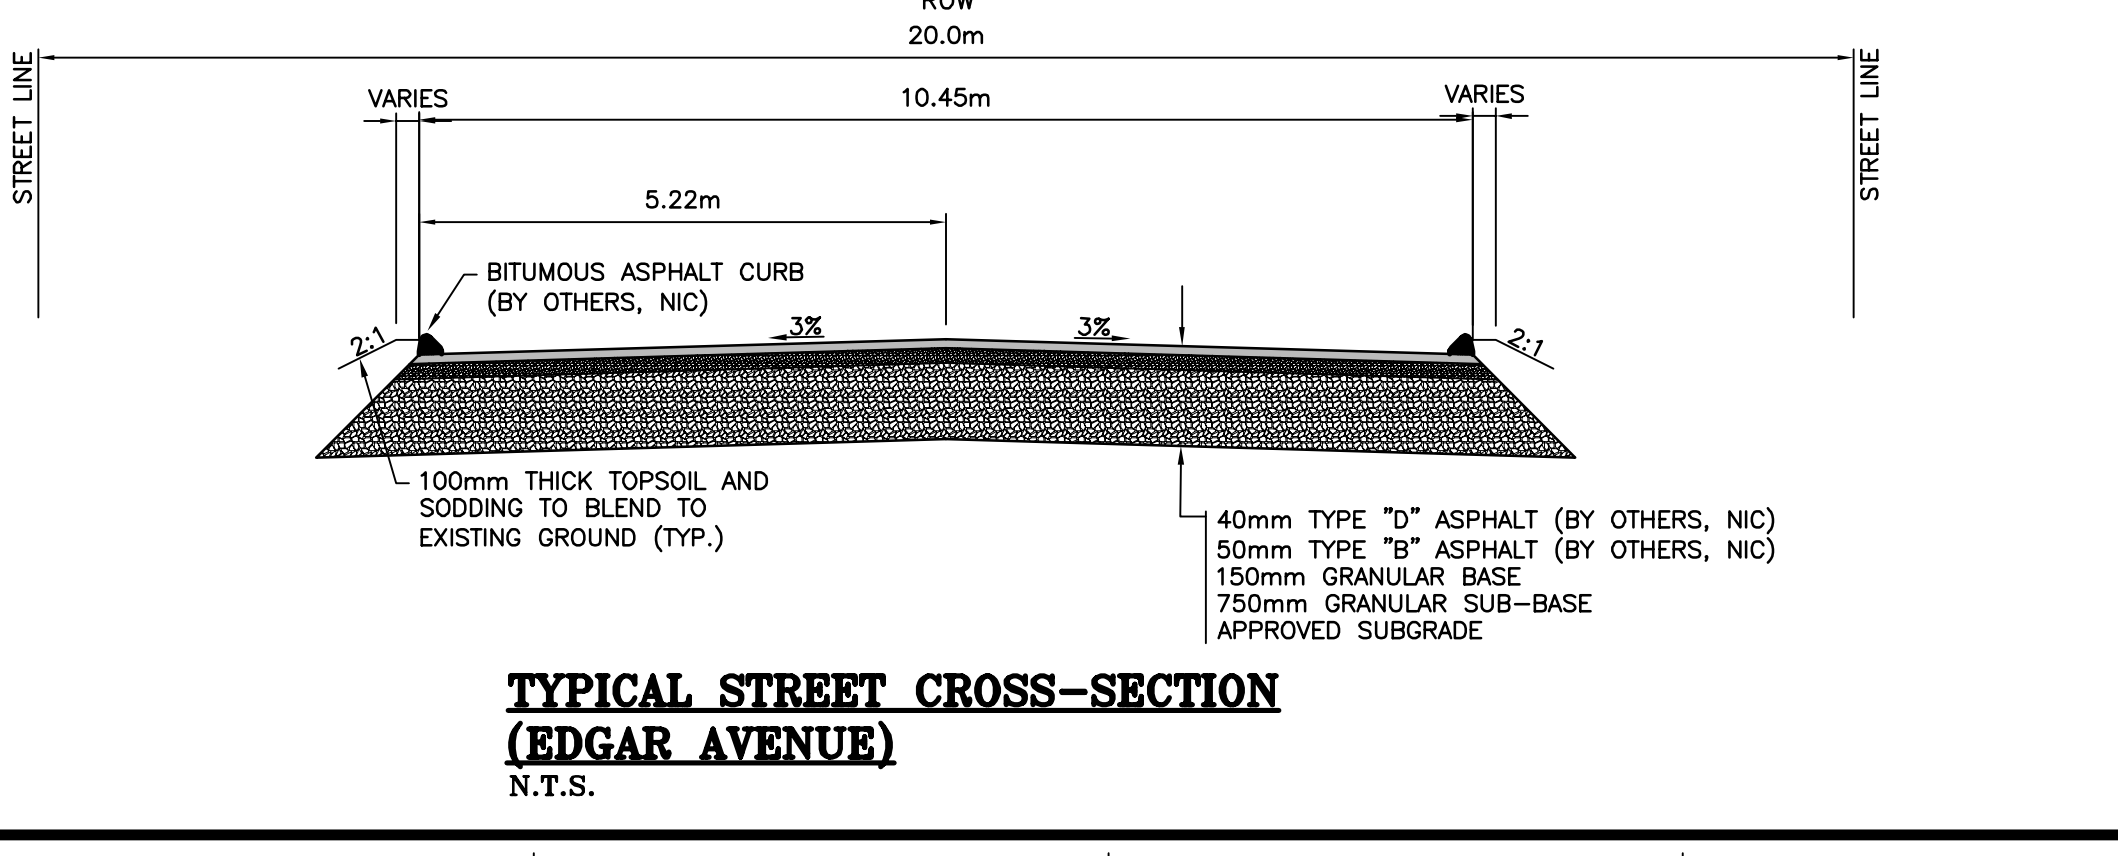 ROW
20.0m
STREET LINE
STREET LINE
VARIES
10.45m
VARIES
5.22m
BITUMOUS ASPHALT CURB
(BY OTHERS, NIC)
2:1
3%
3%
2:1
100mm THICK TOPSOIL AND
SODDING TO BLEND TO
EXISTING GROUND (TYP.)
40mm TYPE "D" ASPHALT (BY OTHERS, NIC)
50mm TYPE "B" ASPHALT (BY OTHERS, NIC)
150mm GRANULAR BASE
750mm GRANULAR SUB-BASE
APPROVED SUBGRADE
TYPICAL STREET CROSS-SECTION
(EDGAR AVENUE)
N.T.S.